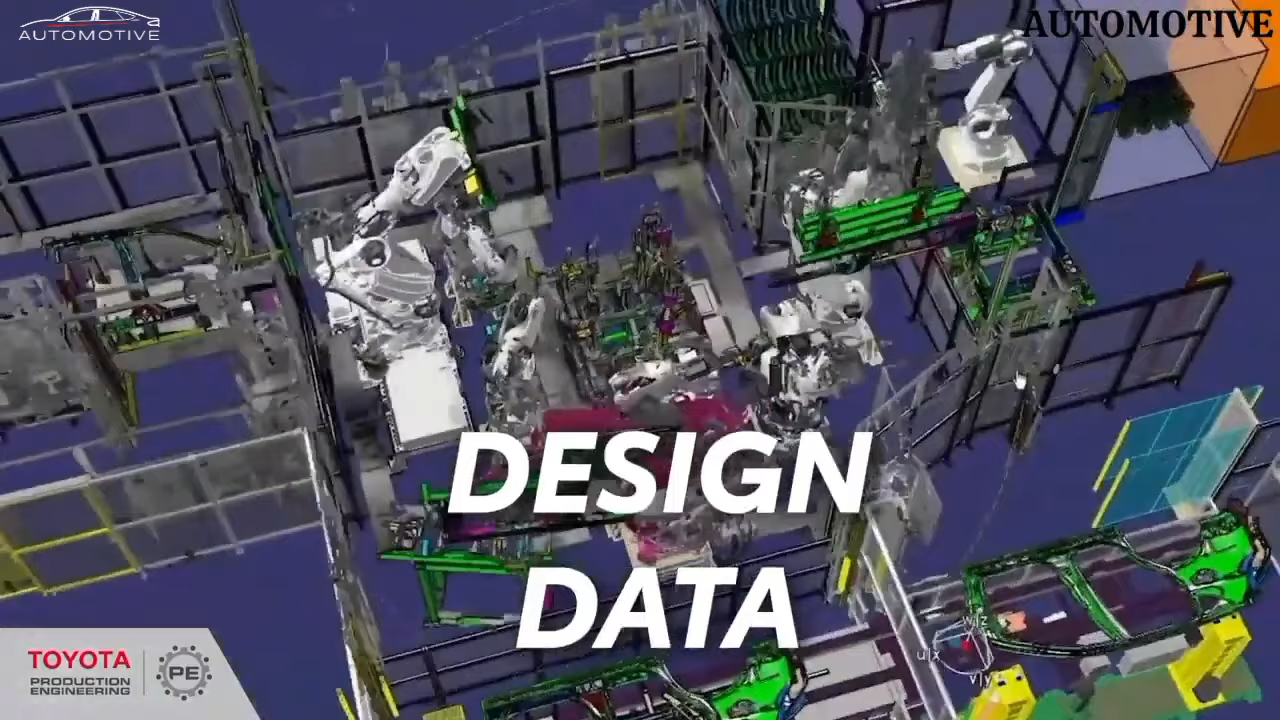 AUTOMOTIVE
AUTOMOTIVE
DESIGN
DATA
TOYOTA
PRODUCTION
ENGINEERING
PE